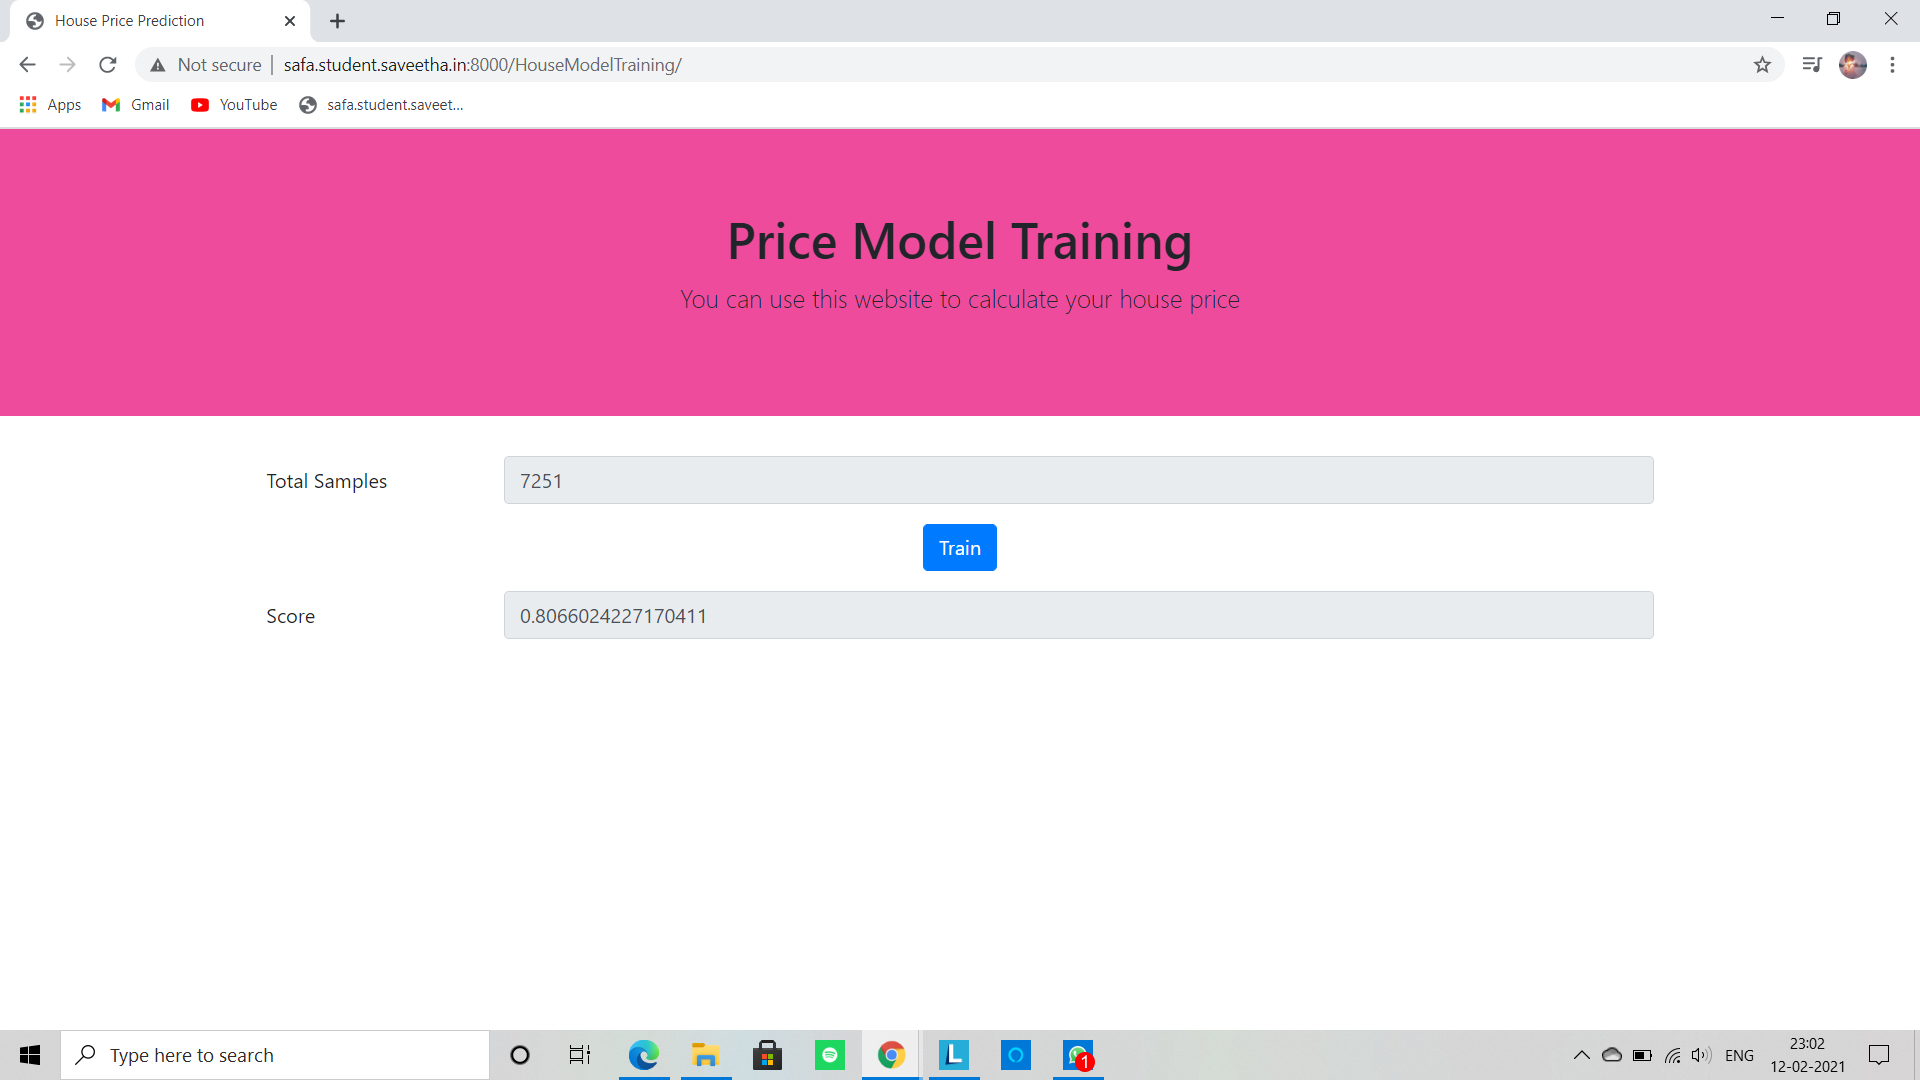 House Price Prediction
Not secure | safa.student.saveetha.in:8000/HouseModelTraining/
Apps Gmail YouTube safa.student.saveet...
Price Model Training
You can use this website to calculate your house price
Total Samples 7251
Train
Score 0.8066024227170411
Type here to search
L
1
ENG
23:02
12-02-2021